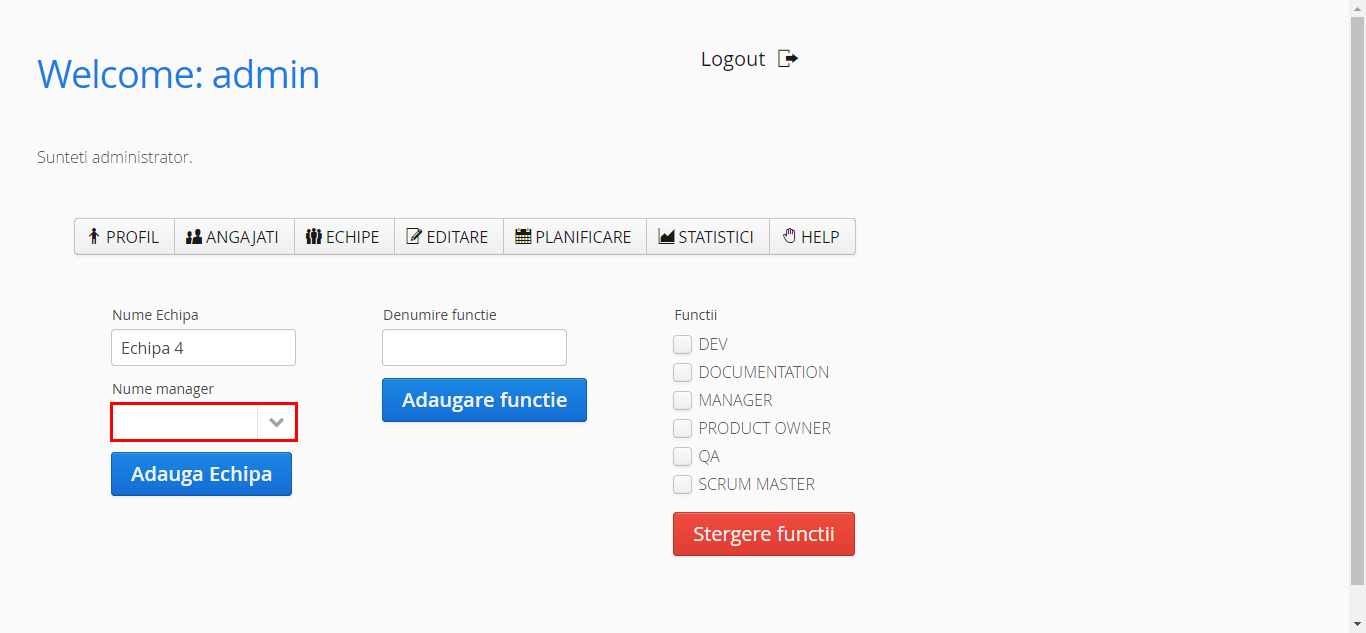 Welcome: admin
Logout
Sunteti administrator.
PROFIL ANGAJATI ECHIPE EDITARE PLANIFICARE STATISTICI HELP
Nume Echipa
Echipa 4
Nume manager
Adauga Echipa
Denumire functie
Adaugare functie
Functii
DEV
DOCUMENTATION
MANAGER
PRODUCT OWNER
QA
SCRUM MASTER
Stergere functii